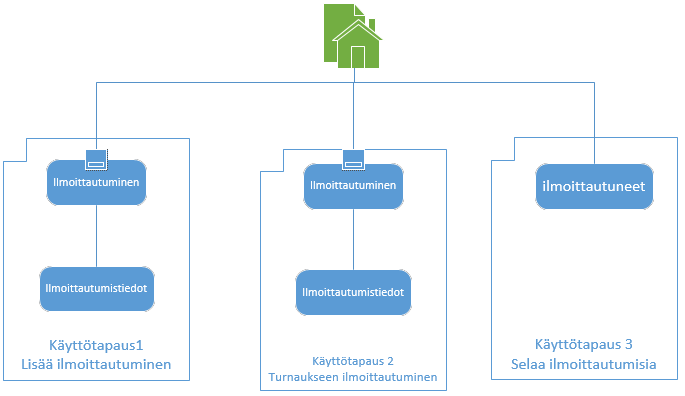 Ilmoittautuminen
Ilmoittautumistiedot
Käyttötapaus1
Lisää ilmoittautuminen
Ilmoittautuminen
Ilmoittautumistiedot
Käyttötapaus 2
Turnaukseen ilmoittautuminen
ilmoittautuneet
Käyttötapaus 3
Selaa ilmoittautumisia